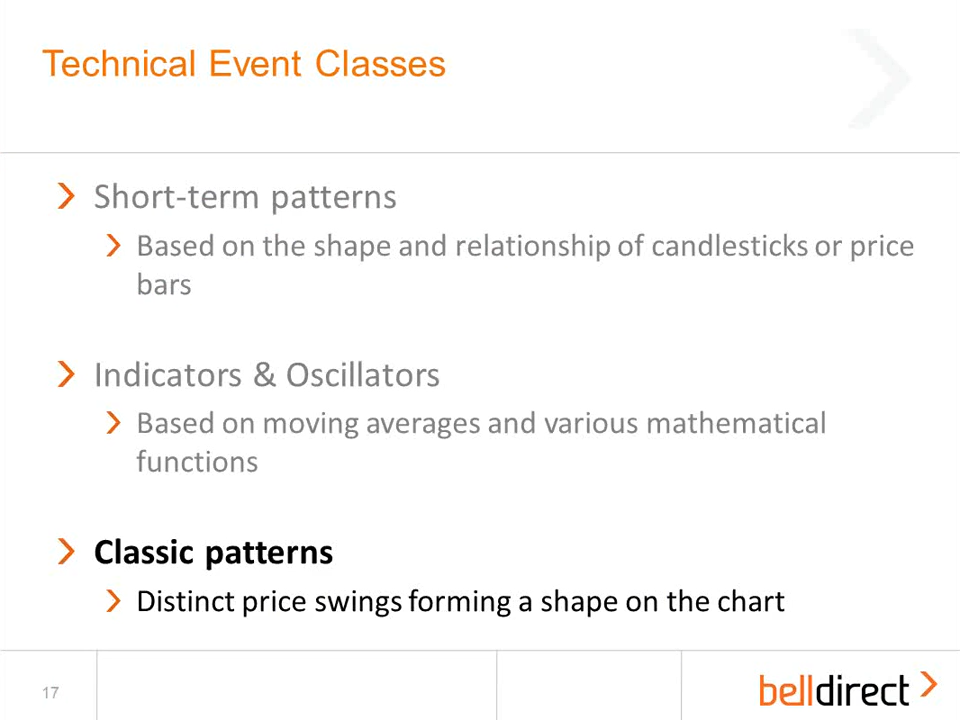 Technical Event Classes
Short-term patterns
Based on the shape and relationship of candlesticks or price
bars
Indicators & Oscillators
Based on moving averages and various mathematical
functions
Classic patterns
Distinct price swings forming a shape on the chart
17
belldirect